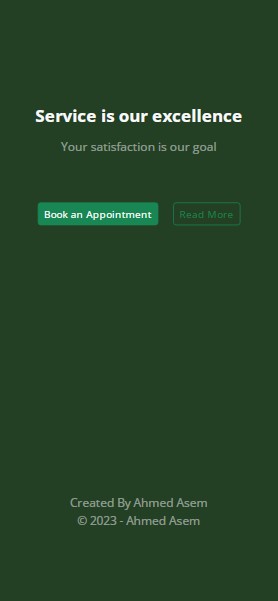 Service is our excellence
Your satisfaction is our goal
Book an Appointment
Read More
Created By Ahmed Asem
© 2023 - Ahmed Asem